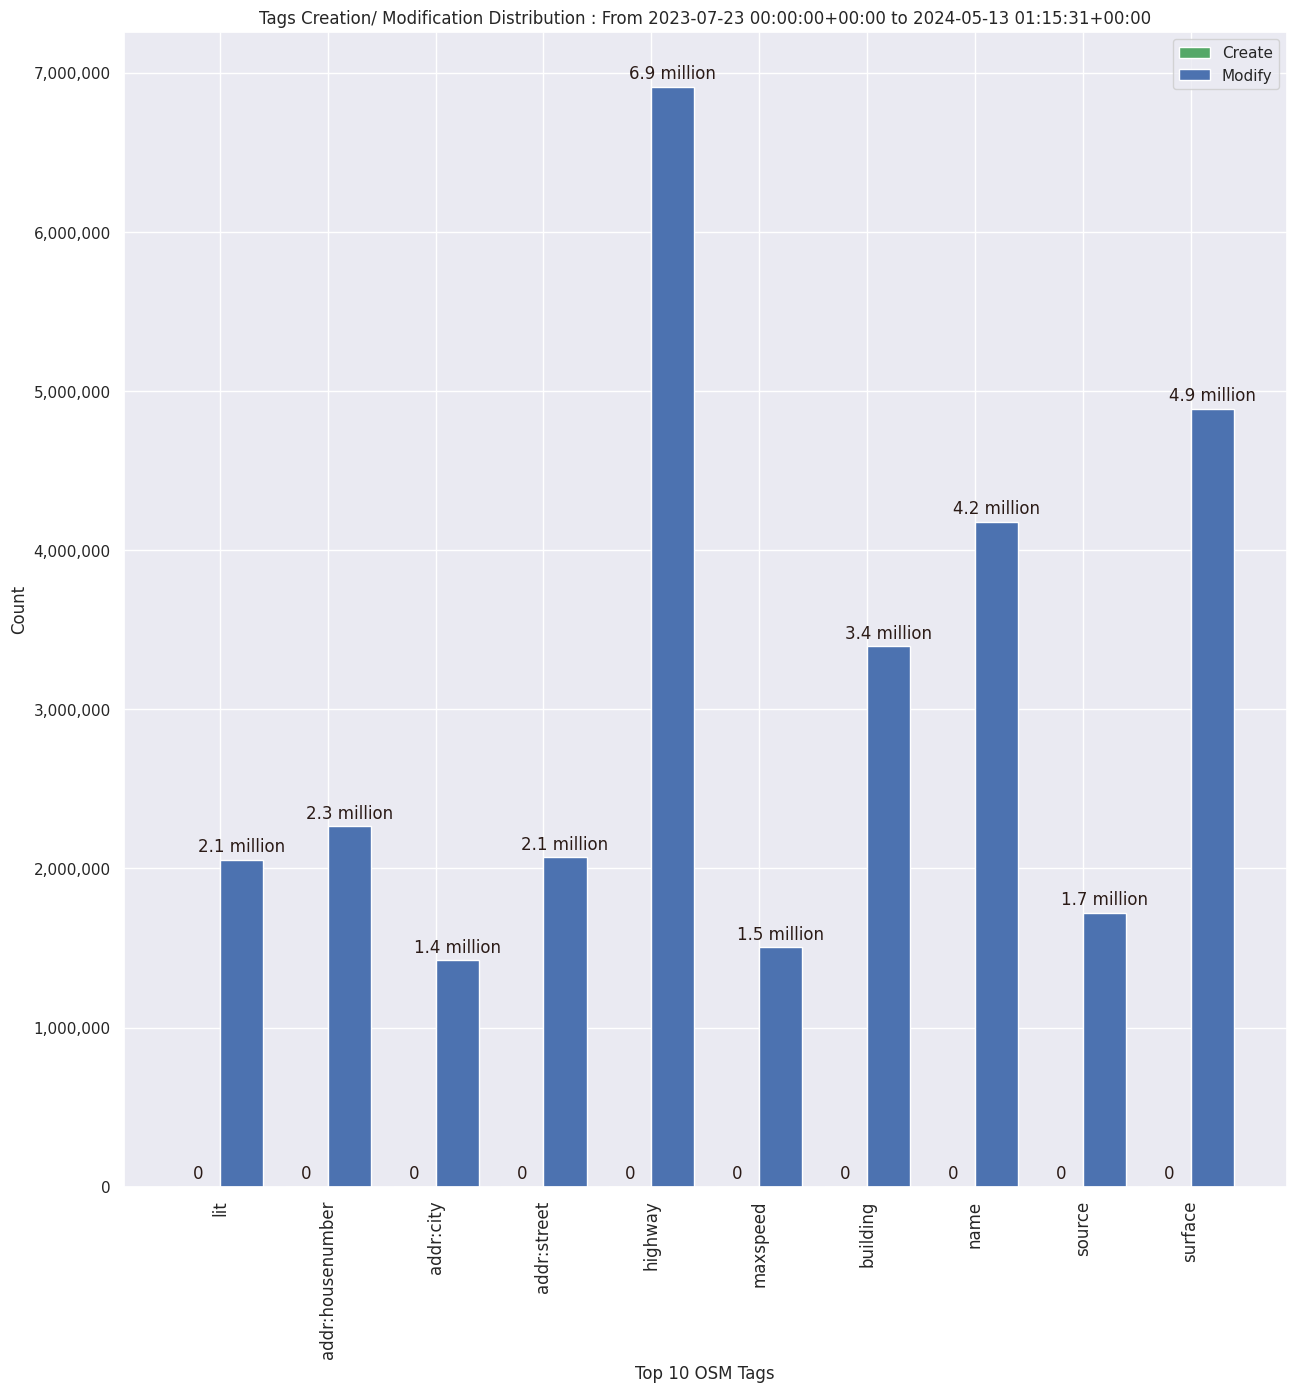 Tags Creation/ Modification Distribution : From 2023-07-23 00:00:00+00:00 to 2024-05-13 01:15:31+00:00
Create
Modify
7,000,000
6,000,000
5,000,000
4,000,000
3,000,000
2,000,000
1,000,000
0
Count
2.1 million
2.3 million
1.4 million
2.1 million
6.9 million
1.5 million
3.4 million
4.2 million
1.7 million
4.9 million
0
0
0
0
0
0
0
0
0
0
lit
addr:housenumber
addr:city
addr:street
highway
maxspeed
building
name
source
surface
Top 10 OSM Tags